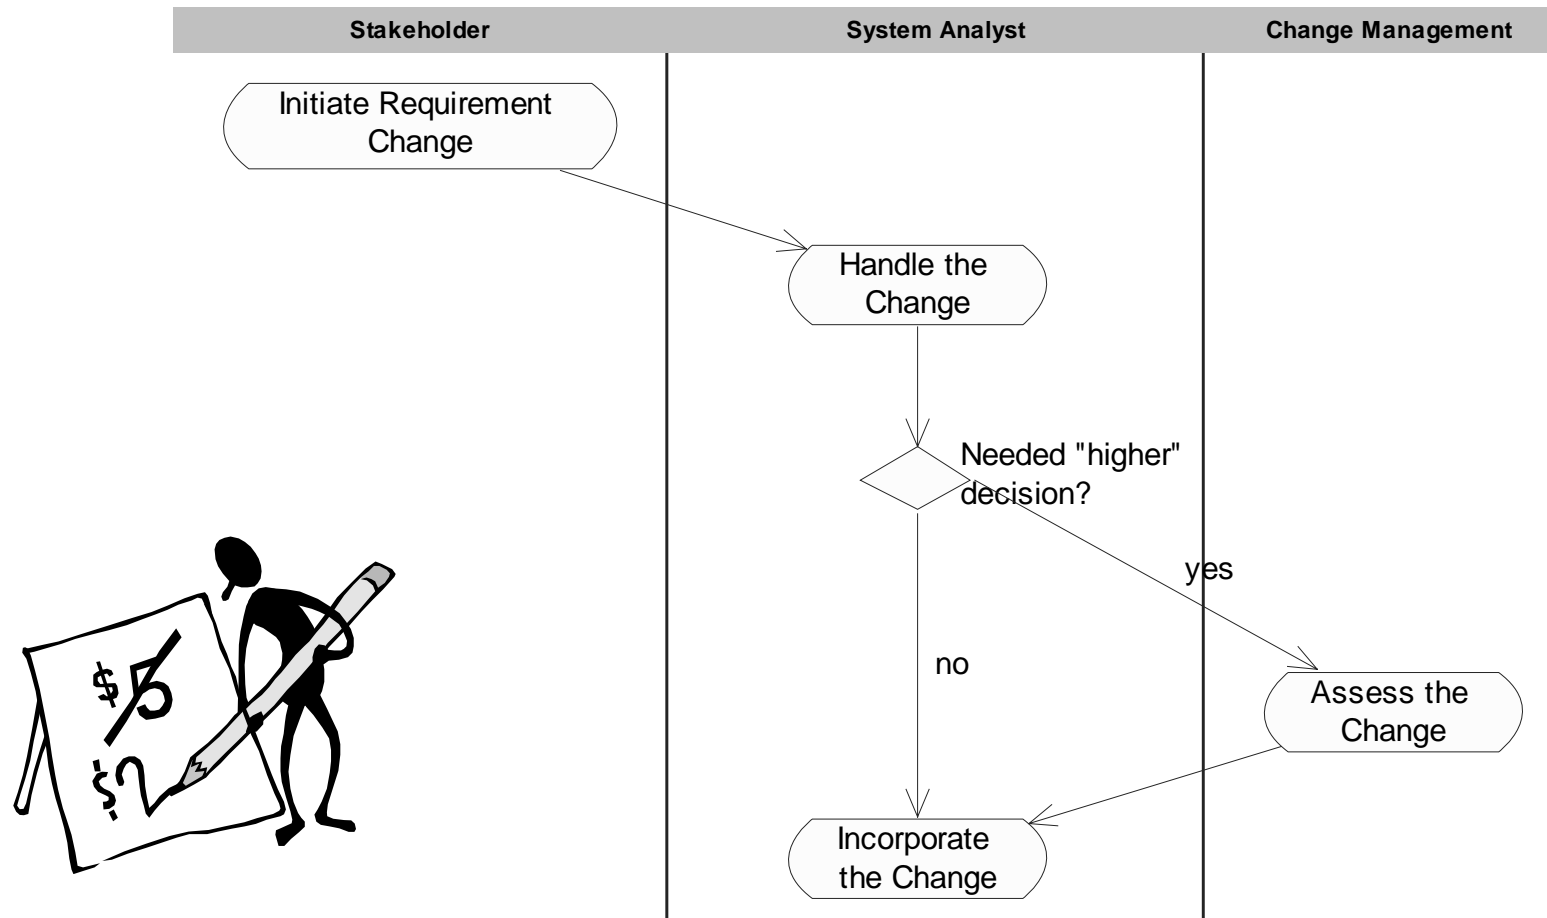 Stakeholder
System Analyst
Change Management
Initiate Requirement
Change
Handle the
Change
Needed "higher"
decision?
yes
no
Assess the
Change
Incorporate
the Change
$5
$2